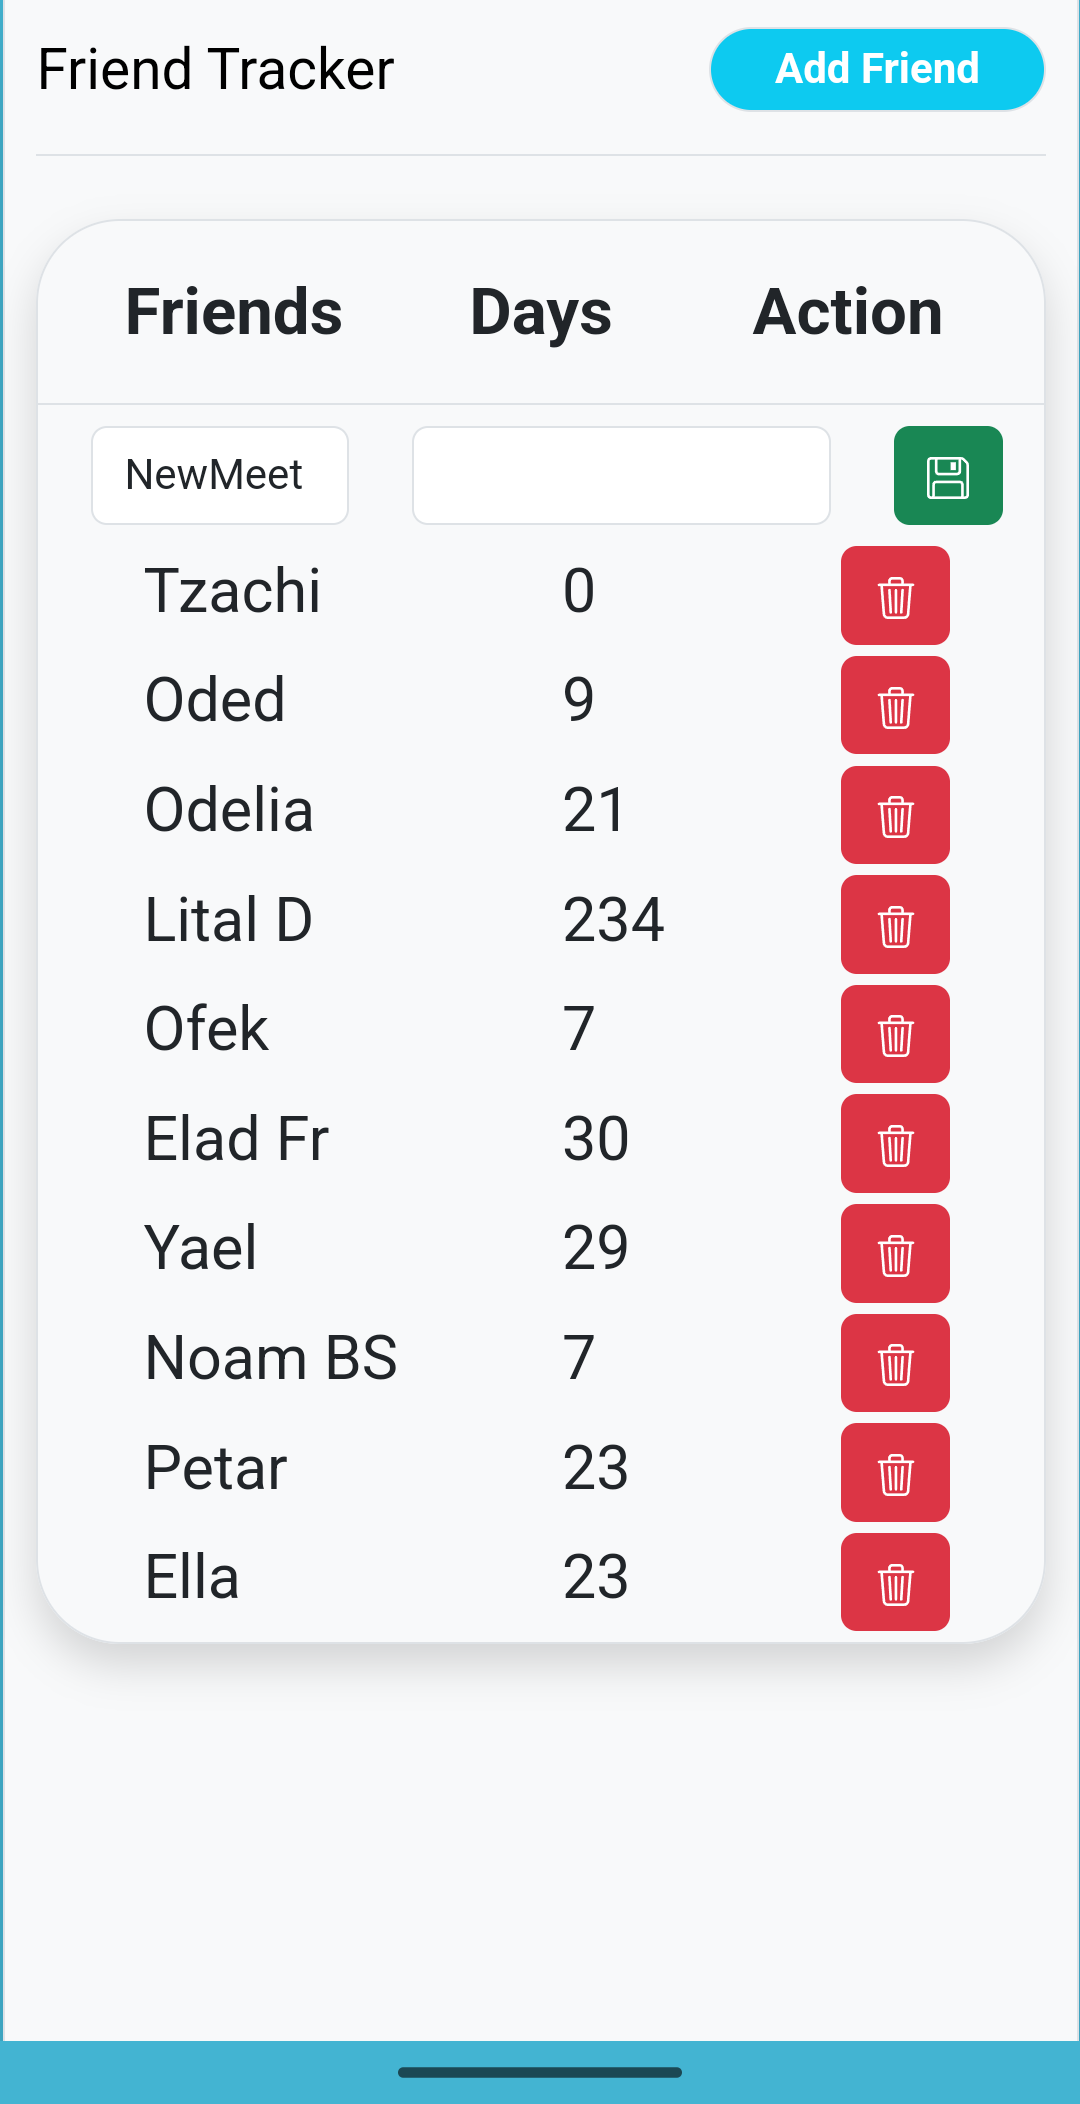 Friend Tracker Add Friend
Friends Days Action
NewMeet
Tzachi 0
Oded 9
Odelia 21
Lital D 234
Ofek 7
Elad Fr 30
Yael 29
Noam BS 7
Petar 23
Ella 23